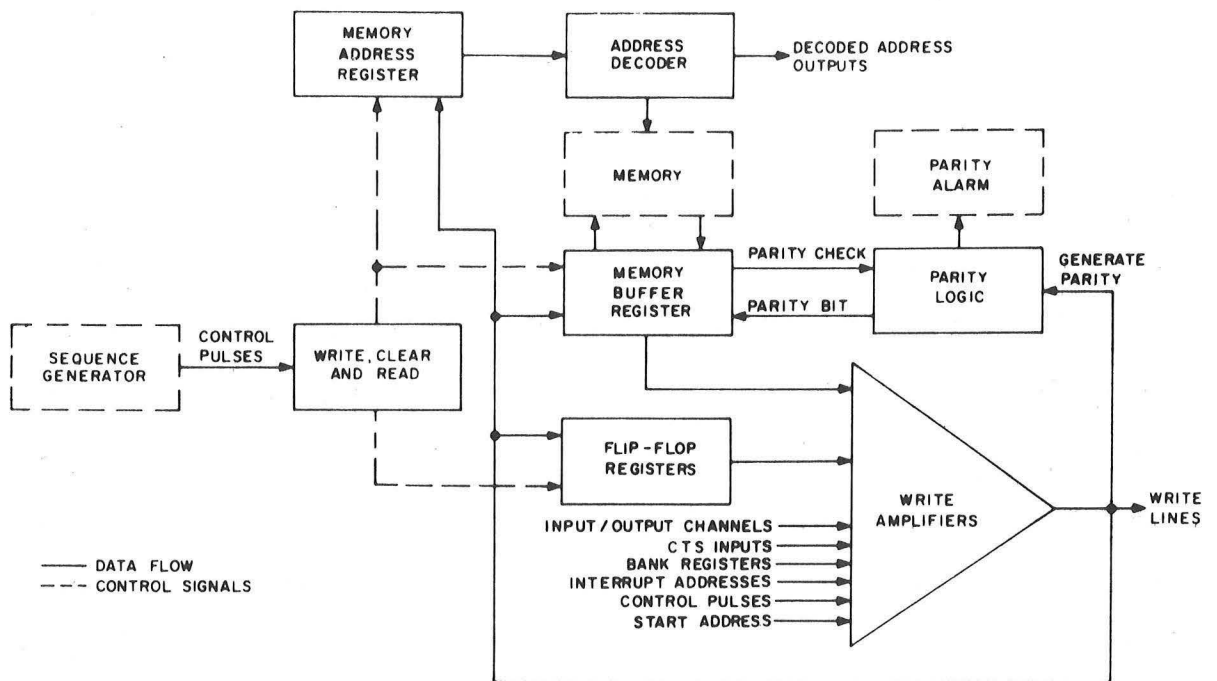 MEMORY
ADDRESS
REGISTER
ADDRESS
DECODER
DECODED ADDRESS
OUTPUTS
MEMORY
PARITY
ALARM
MEMORY
BUFFER
REGISTER
PARITY CHECK
PARITY BIT
PARITY
LOGIC
GENERATE
PARITY
SEQUENCE
GENERATOR
CONTROL
PULSES
WRITE, CLEAR
AND READ
FLIP-FLOP
REGISTERS
WRITE
AMPLIFIERS
WRITE
LINES
INPUT/OUTPUT CHANNELS
CTS INPUTS
BANK REGISTERS
INTERRUPT ADDRESSES
CONTROL PULSES
START ADDRESS
DATA FLOW
CONTROL SIGNALS